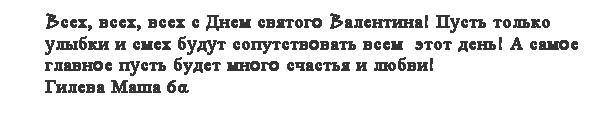 Всех, всех, всех с Днем святого Валентина! Пусть только
улыбки и смех будут сопутствовать всем этот день! А самое
главное пусть будет много счастья и любви!
Гилева Маша 6а